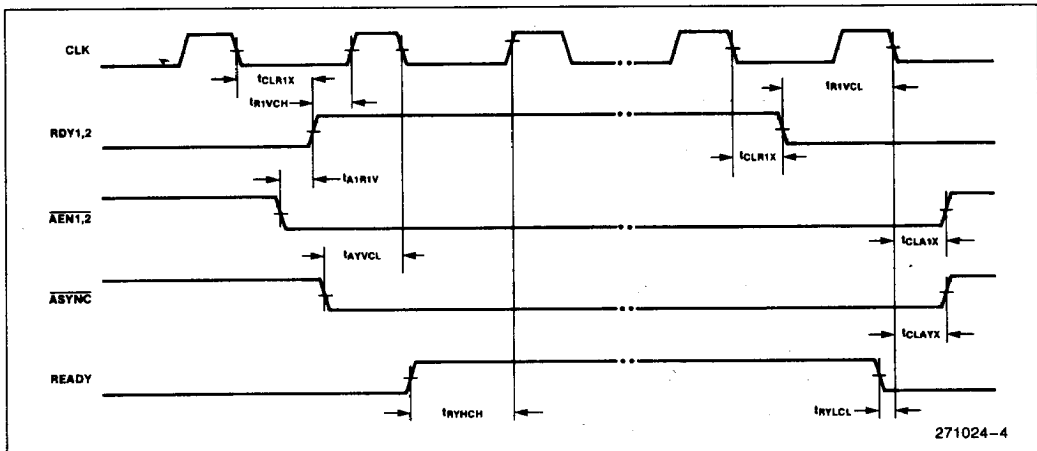 CLK
tCLR1X
tR1VCL
tR1VCH
RDY1,2
tCLR1X
tA1R1V
AEN1,2
tAYVCL
tCLA1X
ASYNC
tCLAYX
READY
tRYHCH
tRYLCL
271024-4